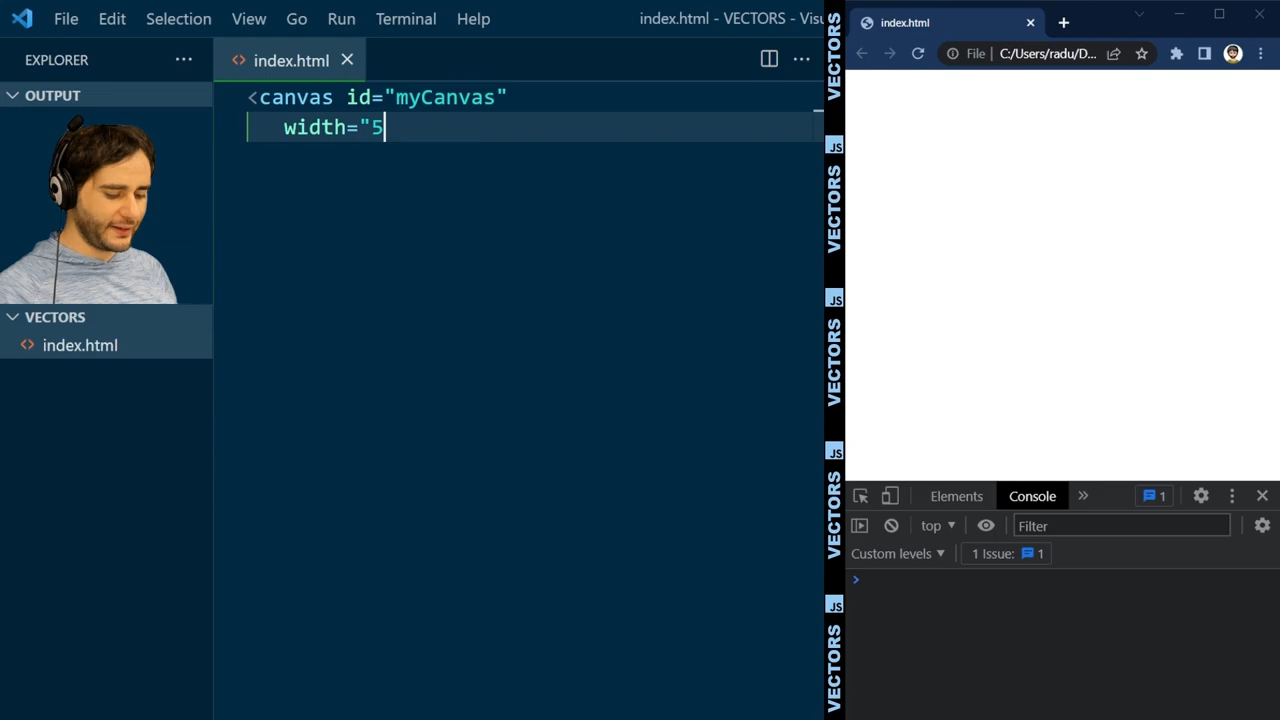 File Edit Selection View Go Run Terminal Help index.html - VECTORS - Visu
EXPLORER
index.html
OUTPUT
VECTORS
index.html
<canvas id="myCanvas"
width="5
VECTORS
JS
VECTORS
JS
VECTORS
JS
VECTORS
JS
VECTORS
index.html
File C:/Users/radu/D...
Elements Console 1
top Filter
Custom levels 1 Issue: 1